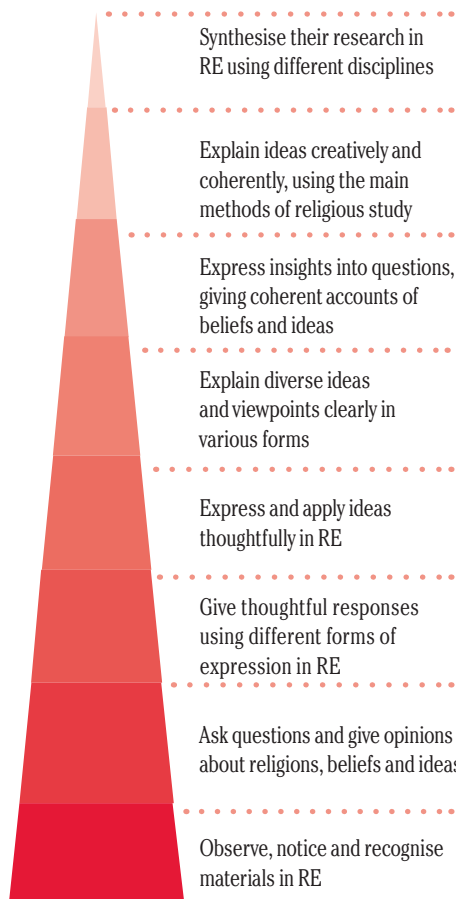 Synthesise their research in
RE using different disciplines
Explain ideas creatively and
coherently, using the main
methods of religious study
Express insights into questions,
giving coherent accounts of
beliefs and ideas
Explain diverse ideas
and viewpoints clearly in
various forms
Express and apply ideas
thoughtfully in RE
Give thoughtful responses
using different forms of
expression in RE
Ask questions and give opinions
about religions, beliefs and ideas
Observe, notice and recognise
materials in RE